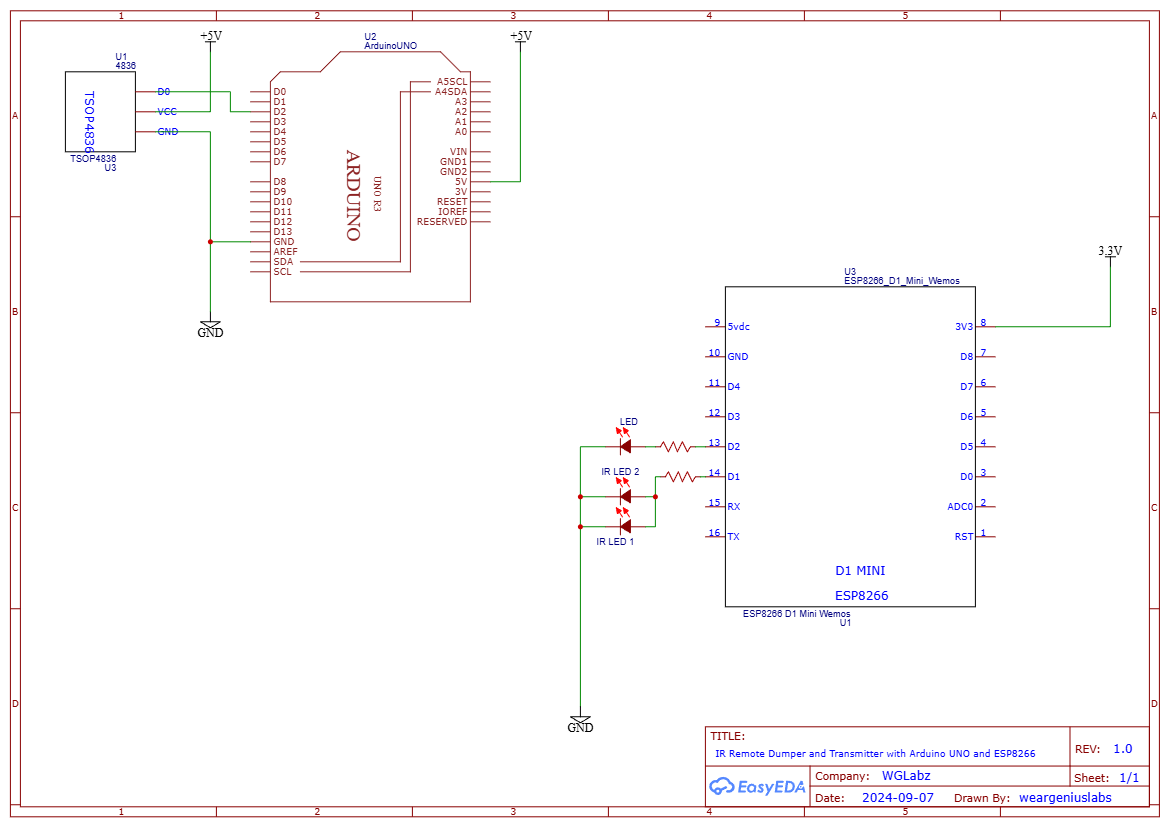 1 2 3 4 5
A
B
C
D
A
B
C
D
+5V
U1
4836
TSOP4836
D0
VCC
GND
TSOP4836
U3
GND
U2
ArduinoUNO
D0
D1
D2
D3
D4
D5
D6
D7
D8
D9
D10
D11
D12
D13
GND
AREF
SDA
SCL
ARDUINO
UNO R3
A5SCL
A4SDA
A3
A2
A1
A0
VIN
GND1
GND2
5V
3V
RESET
IOREF
RESERVED
+5V
3.3V
U3
ESP8266_D1_Mini_Wemos
9 5vdc
10 GND
11 D4
12 D3
13 D2
14 D1
15 RX
16 TX
3V3 8
D8 7
D7 6
D6 5
D5 4
D0 3
ADC0 2
RST 1
D1 MINI
ESP8266
ESP8266 D1 Mini Wemos
U1
LED
IR LED 2
IR LED 1
GND
TITLE:
IR Remote Dumper and Transmitter with Arduino UNO and ESP8266
REV: 1.0
EasyEDA
Company: WGLabz
Sheet: 1/1
Date: 2024-09-07 Drawn By: weargeniuslabs
1 2 3 4 5